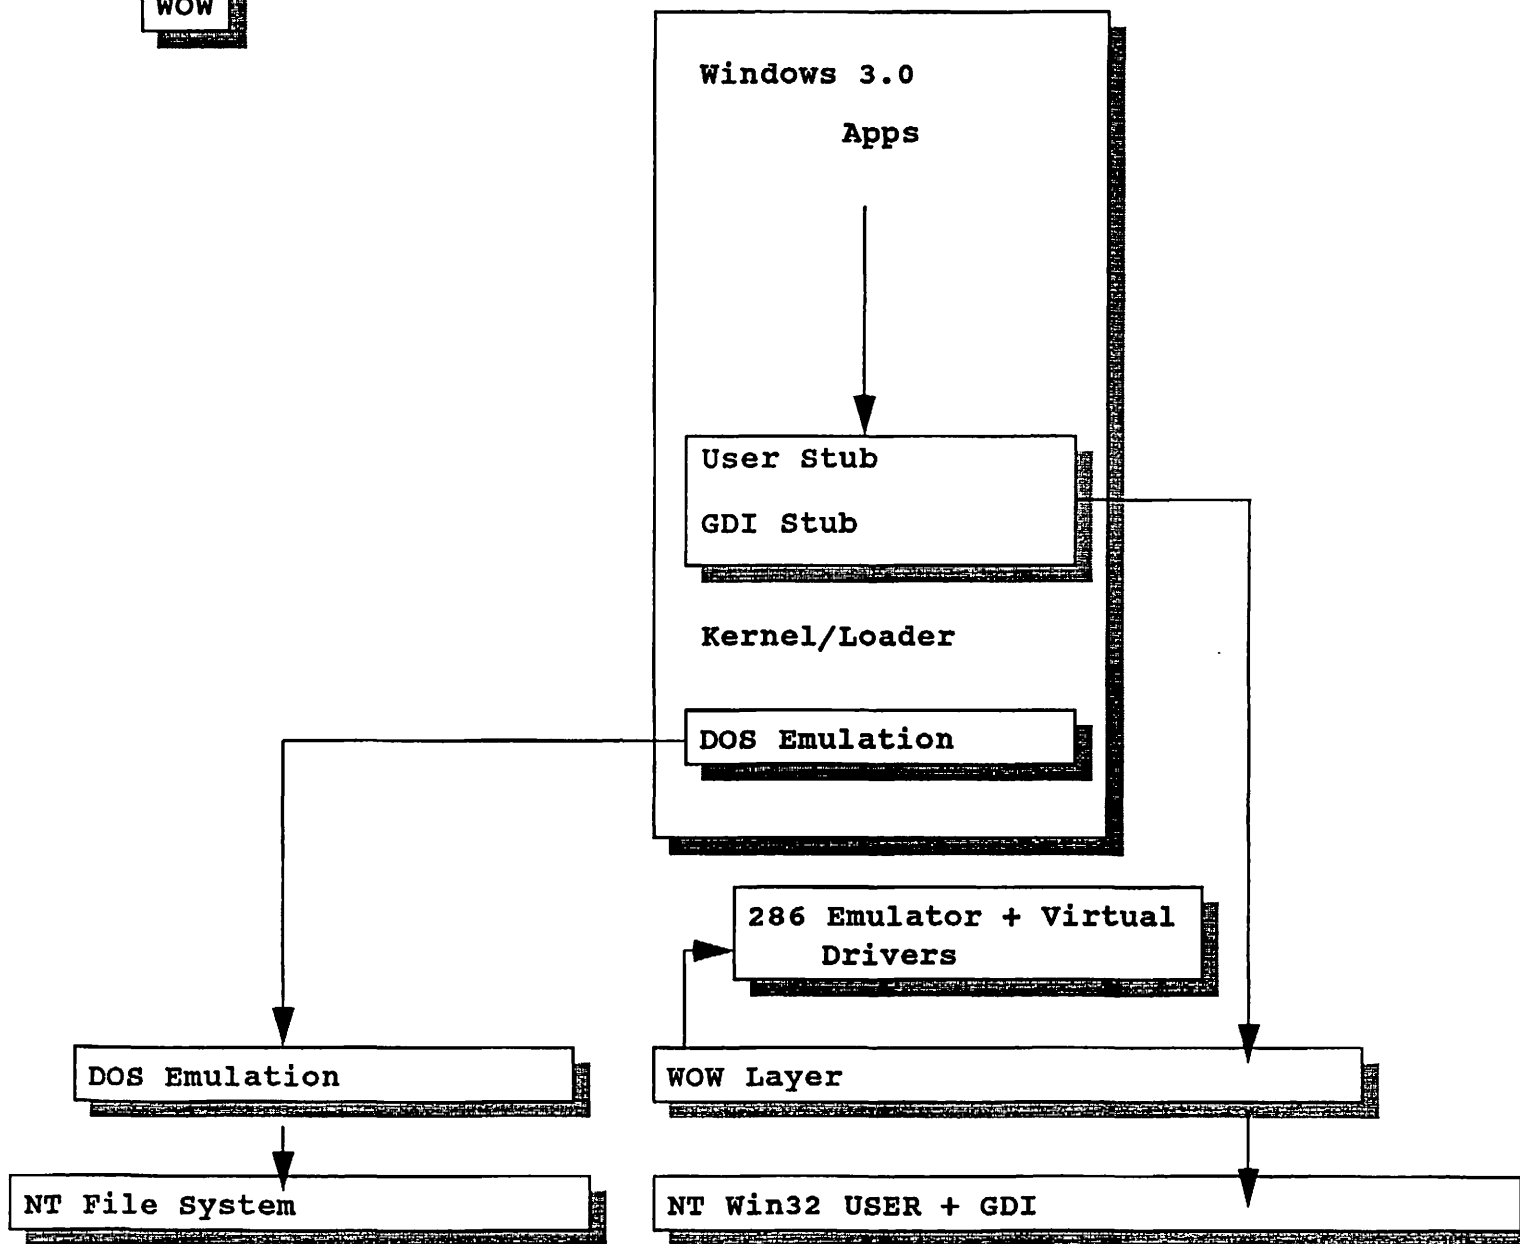 WOW
Windows 3.0
Apps
User Stub
GDI Stub
Kernel/Loader
DOS Emulation
286 Emulator + Virtual
Drivers
DOS Emulation
WOW Layer
NT File System
NT Win32 USER + GDI